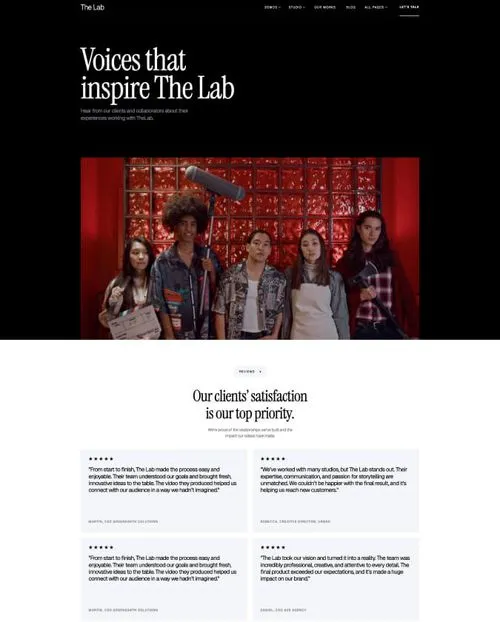 The Lab
DEMOS STUDIO OUR WORKS BLOG ALL PAGES LET'S TALK
Voices that
inspire The Lab
Hear from our clients and collaborators about their
experiences working with TheLab.
REVIEWS
Our clients' satisfaction
is our top priority.
We're proud of the relationships we've built and the
impact our videos have made.
★★★★★
"From start to finish, The Lab made the process easy and
enjoyable. Their team understood our goals and brought fresh,
innovative ideas to the table. The video they produced helped us
connect with our audience in a way we hadn't imagined."
MARTIN, CEO GROWWORTH SOLUTIONS
★★★★★
"We've worked with many studios, but The Lab stands out. Their
expertise, communication, and passion for storytelling are
unmatched. We couldn't be happier with the final result, and it's
helping us reach new customers."
REBECCA, CREATIVE DIRECTOR,
★★★★★
"From start to finish, The Lab made the process easy and
enjoyable. Their team understood our goals and brought fresh,
innovative ideas to the table. The video they produced helped us
connect with our audience in a way we hadn't imagined."
MARTIN, CEO GROWWORTH SOLUTIONS
★★★★★
"The Lab took our vision and turned it into a reality. The team was
incredibly professional, creative, and attentive to every detail. The
final product exceeded our expectations, and it's made a huge
impact on our brand."
DANIEL, CEO AGENCY